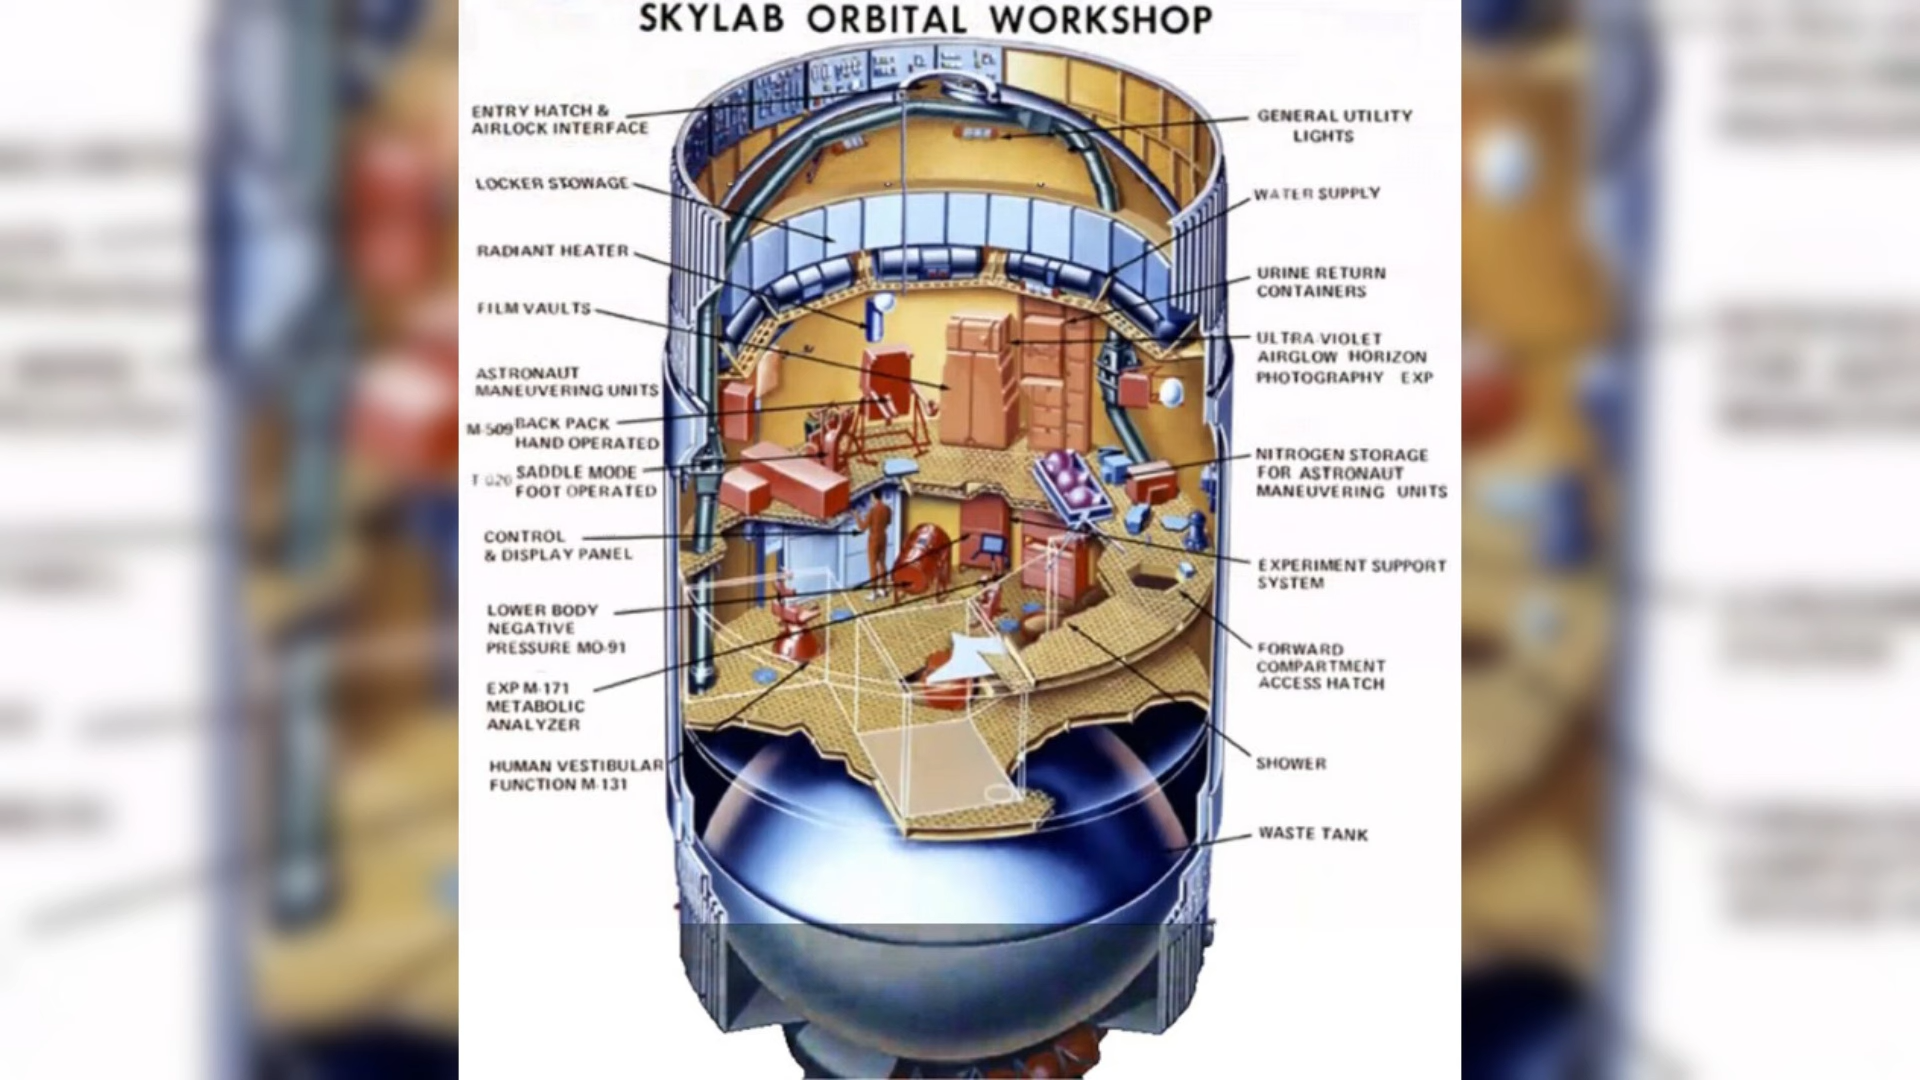 SKYLAB ORBITAL WORKSHOP
ENTRY HATCH &
AIRLOCK INTERFACE
LOCKER STOWAGE
RADIANT HEATER
FILM VAULTS
ASTRONAUT
MANEUVERING UNITS
M-509 BACK PACK
HAND OPERATED
T-020 SADDLE MODE
FOOT OPERATED
CONTROL
& DISPLAY PANEL
LOWER BODY
NEGATIVE
PRESSURE MO-91
EXP M-171
METABOLIC
ANALYZER
HUMAN VESTIBULAR
FUNCTION M-131
GENERAL UTILITY
LIGHTS
WATER SUPPLY
URINE RETURN
CONTAINERS
ULTRA-VIOLET
AIRGLOW HORIZON
PHOTOGRAPHY EXP
NITROGEN STORAGE
FOR ASTRONAUT
MANEUVERING UNITS
EXPERIMENT SUPPORT
SYSTEM
FORWARD
COMPARTMENT
ACCESS HATCH
SHOWER
WASTE TANK